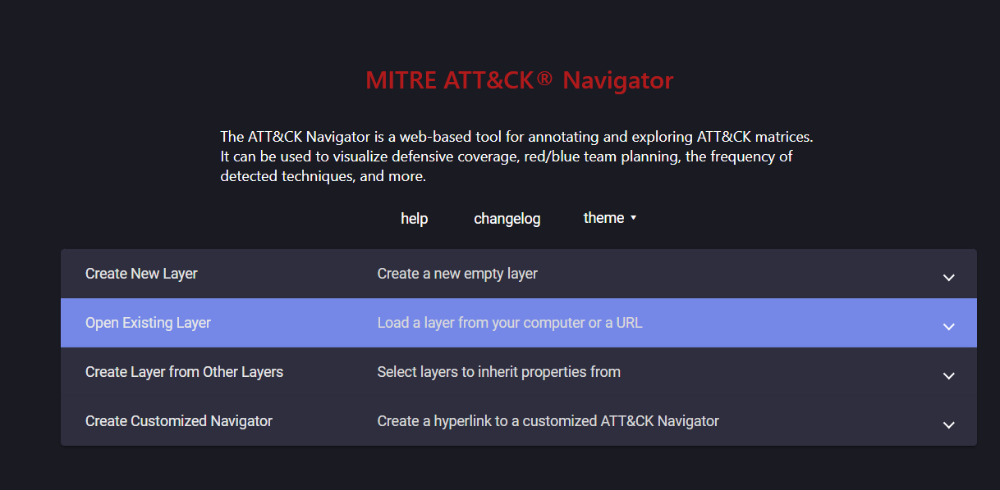 MITRE ATT&CK® Navigator
The ATT&CK Navigator is a web-based tool for annotating and exploring ATT&CK matrices.
It can be used to visualize defensive coverage, red/blue team planning, the frequency of
detected techniques, and more.
help changelog theme
Create New Layer Create a new empty layer
Open Existing Layer Load a layer from your computer or a URL
Create Layer from Other Layers Select layers to inherit properties from
Create Customized Navigator Create a hyperlink to a customized ATT&CK Navigator